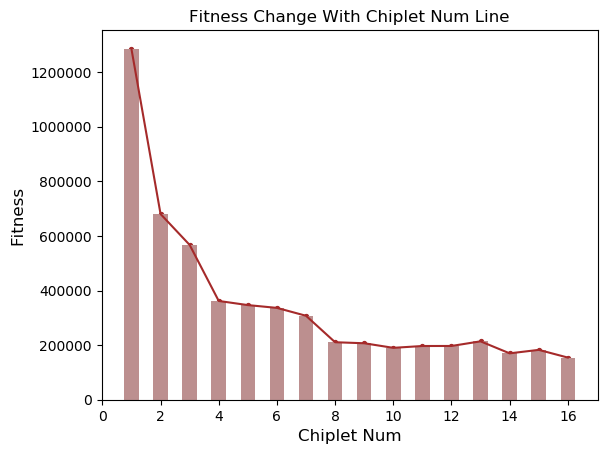 Fitness Change With Chiplet Num Line
1200000
1000000
800000
600000
400000
200000
0
Fitness
0 2 4 6 8 10 12 14 16
Chiplet Num